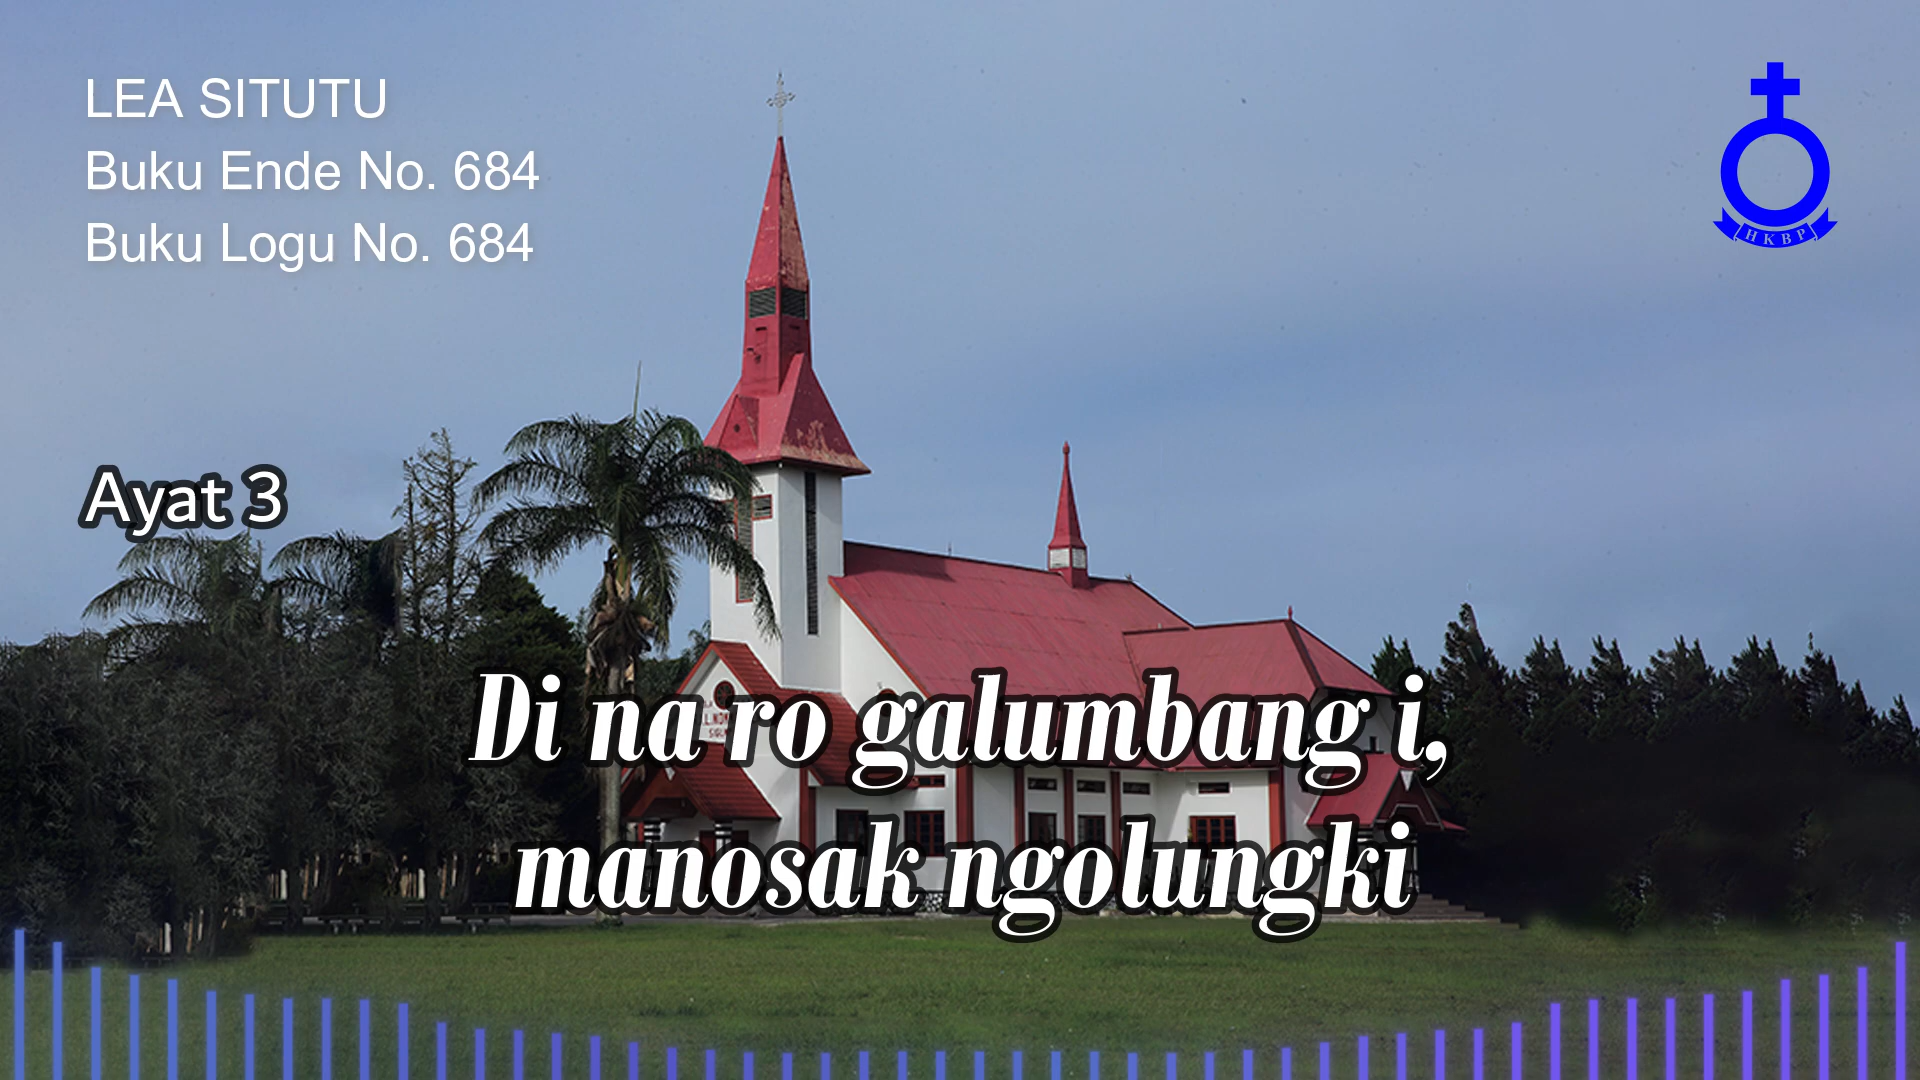 LEA SITUTU
Buku Ende No. 684
Buku Logu No. 684
HKBP
Ayat 3
Di na ro galumbang i,
manosak ngolungki